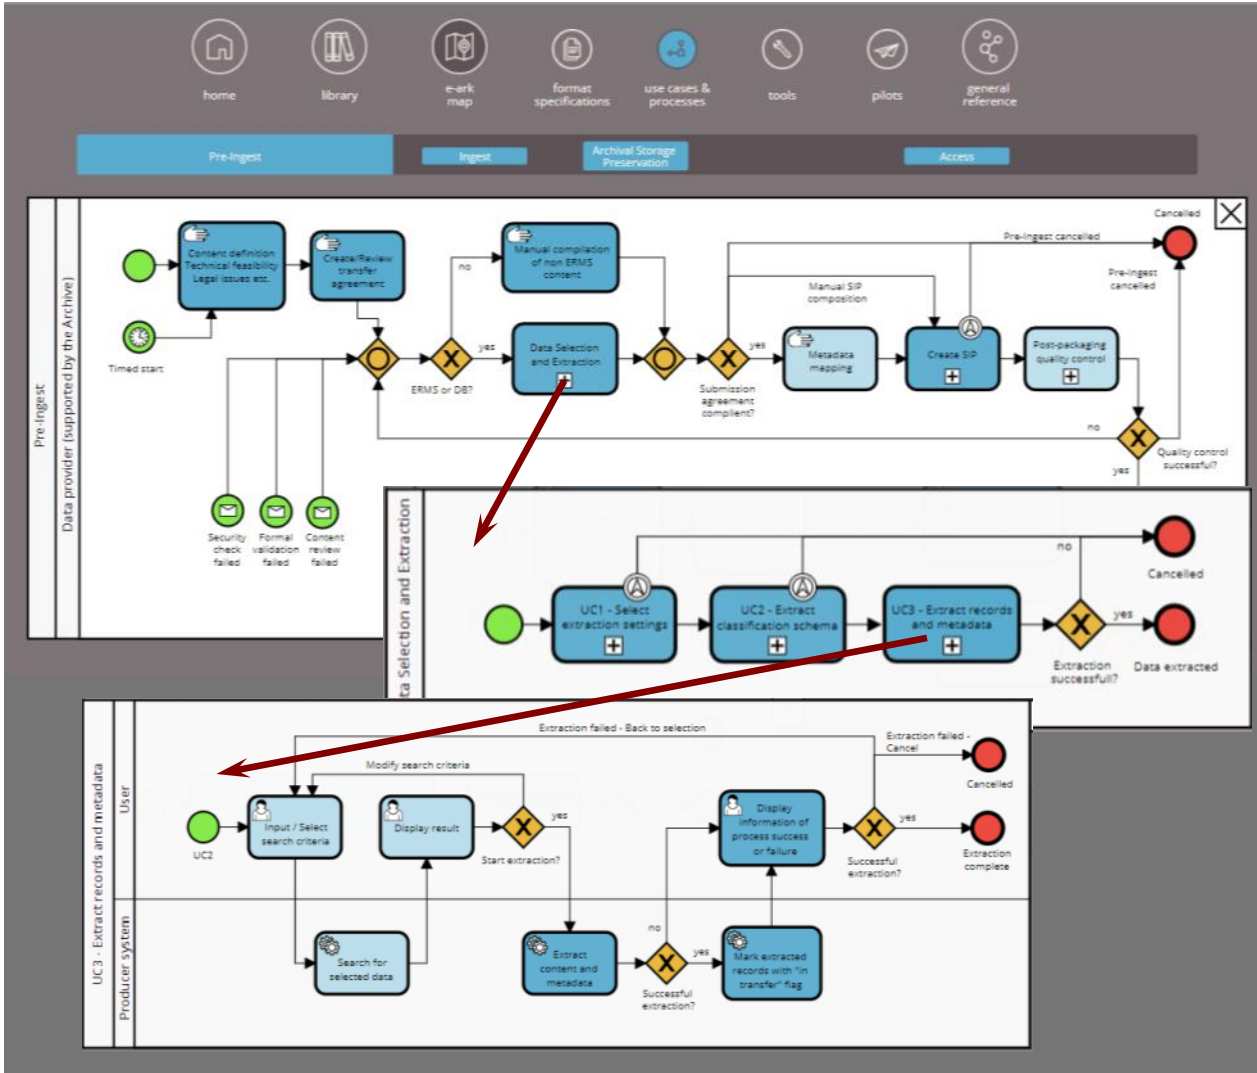 home
library
e-ark
map
format
specifications
use cases &
processes
tools
pilots
general
reference
Pre-Ingest
Ingest
Archival Storage
Preservation
Access
Pre-Ingest
Data provider (supported by the Archive)
Content definition
Technical feasibility
Legal issues etc.
Create/Review
transfer
agreement
Timed start
no
Manual compilation
of non ERMS
content
yes
ERMS or DB?
Data Selection
and Extraction
Manual SIP
composition
Pre-Ingest cancelled
Cancelled
Pre-Ingest
cancelled
yes
Submission
agreement
complient?
Metadata
mapping
Create SIP
Post-packaging
quality control
no
Quality control
successful?
yes
Security
check
failed
Formal
validation
failed
Content
review
failed
ta Selection and Extraction
UC1 - Select
extraction settings
UC2 - Extract
classification schema
UC3 - Extract records
and metadata
no
Cancelled
yes
Extraction
successfull?
Data extracted
UC3 - Extract records and metadata
User
Producer system
Extraction failed - Back to selection
Extraction failed -
Cancel
Cancelled
Modify search criteria
UC2
Input / Select
search criteria
Display result
yes
Start extraction?
Display
information of
process success
or failure
yes
Successful
extraction?
Extraction
complete
Search for
selected data
Extract
content and
metadata
no
yes
Successful
extraction?
Mark extracted
records with "in
transfer" flag